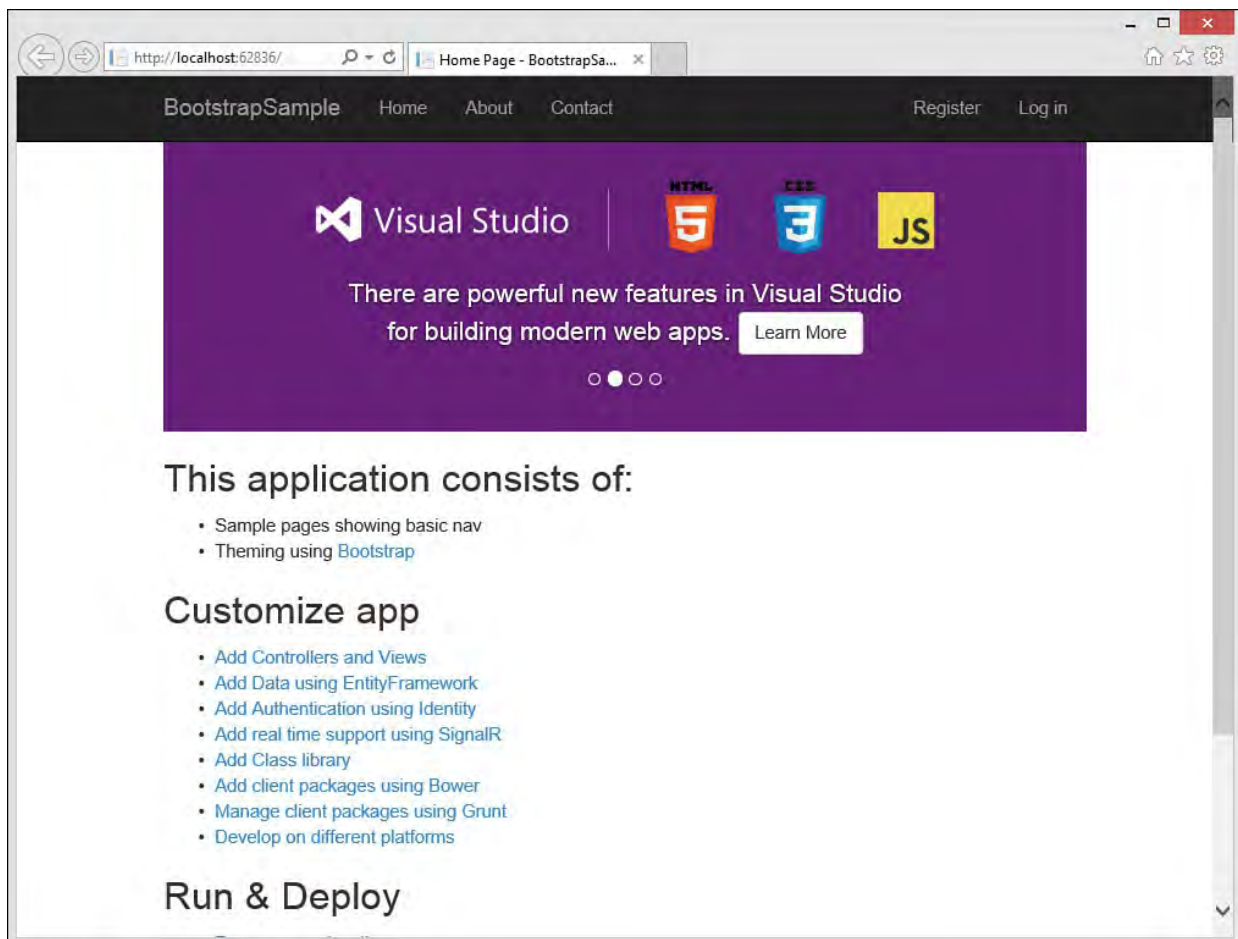 http://localhost:62836/
Home Page - BootstrapSa...
BootstrapSample Home About Contact Register Log in
Visual Studio
HTML
5
CSS
3
JS
There are powerful new features in Visual Studio
for building modern web apps. Learn More
This application consists of:
• Sample pages showing basic nav
• Theming using Bootstrap
Customize app
• Add Controllers and Views
• Add Data using EntityFramework
• Add Authentication using Identity
• Add real time support using SignalR
• Add Class library
• Add client packages using Bower
• Manage client packages using Grunt
• Develop on different platforms
Run & Deploy